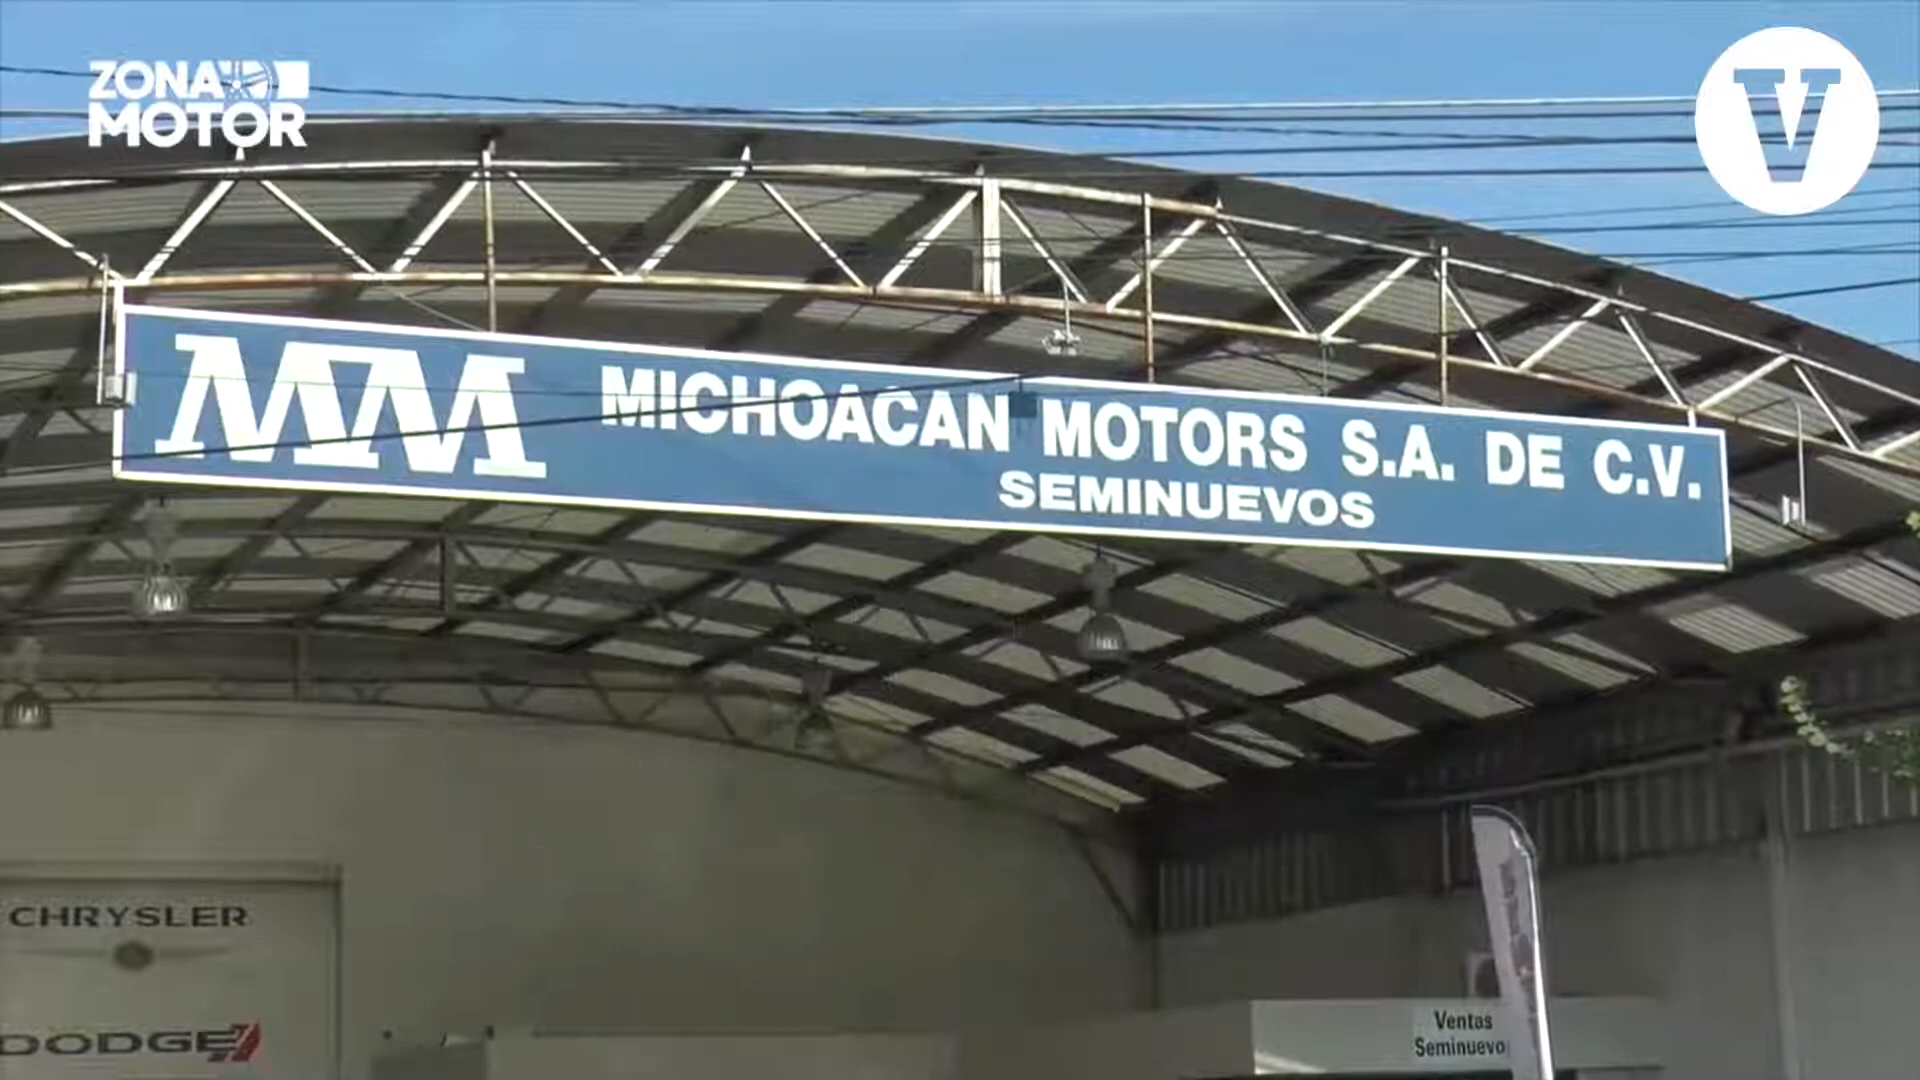 ZONA
MOTOR
V
MM MICHOACAN MOTORS S.A. DE C.V.
SEMINUEVOS
CHRYSLER
DODGE
Ventas
Seminuevo